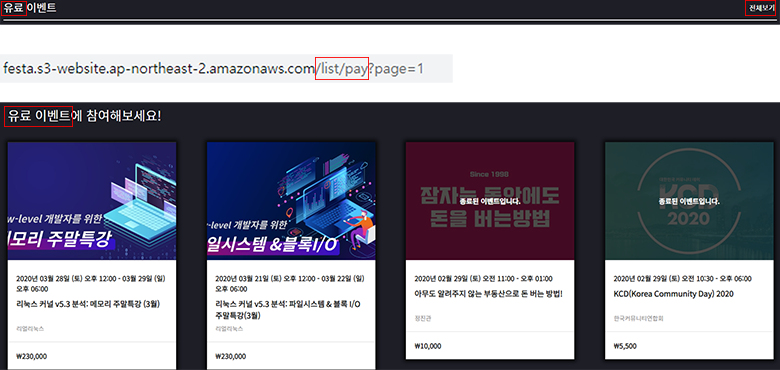 유료 이벤트
전체보기
festa.s3-website.ap-northeast-2.amazonaws.com/list/pay?page=1
유료 이벤트에 참여해보세요!
w-level 개발자를 위한
메모리 주말특강
2020년 03월 28일 (토) 오후 12:00 - 03월 29일 (일)
오후 06:00
리눅스 커널 v5.3 분석: 메모리 주말특강 (3월)
리얼리눅스
₩230,000
-level 개발자를 위한
일시스템 &블록I/O
2020년 03월 21일 (토) 오후 12:00 - 03월 22일 (일)
오후 06:00
리눅스 커널 v5.3 분석: 파일시스템 & 블록 I/O
주말특강(3월)
리얼리눅스
₩230,000
Since 1998
잠자는 동안에도
종료된 이벤트입니다.
돈을 버는방법
2020년 02월 29일 (토) 오전 11:00 - 오후 01:00
아무도 알려주지 않는 부동산으로 돈 버는 방법!
정진관
₩10,000
KCD
종료된 이벤트입니다.
2020
2020년 02월 29일 (토) 오전 10:30 - 오후 06:00
KCD(Korea Community Day) 2020
한국커뮤니티연합회
₩5,500